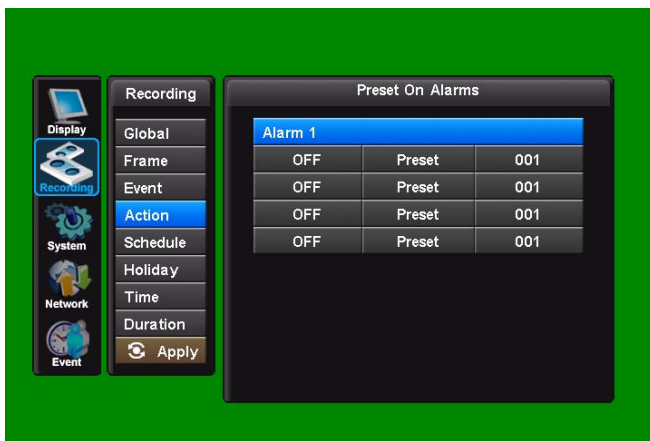 Display
Recording
System
Network
Event
Recording
Global
Frame
Event
Action
Schedule
Holiday
Time
Duration
Apply
Preset On Alarms
Alarm 1
OFF Preset 001
OFF Preset 001
OFF Preset 001
OFF Preset 001